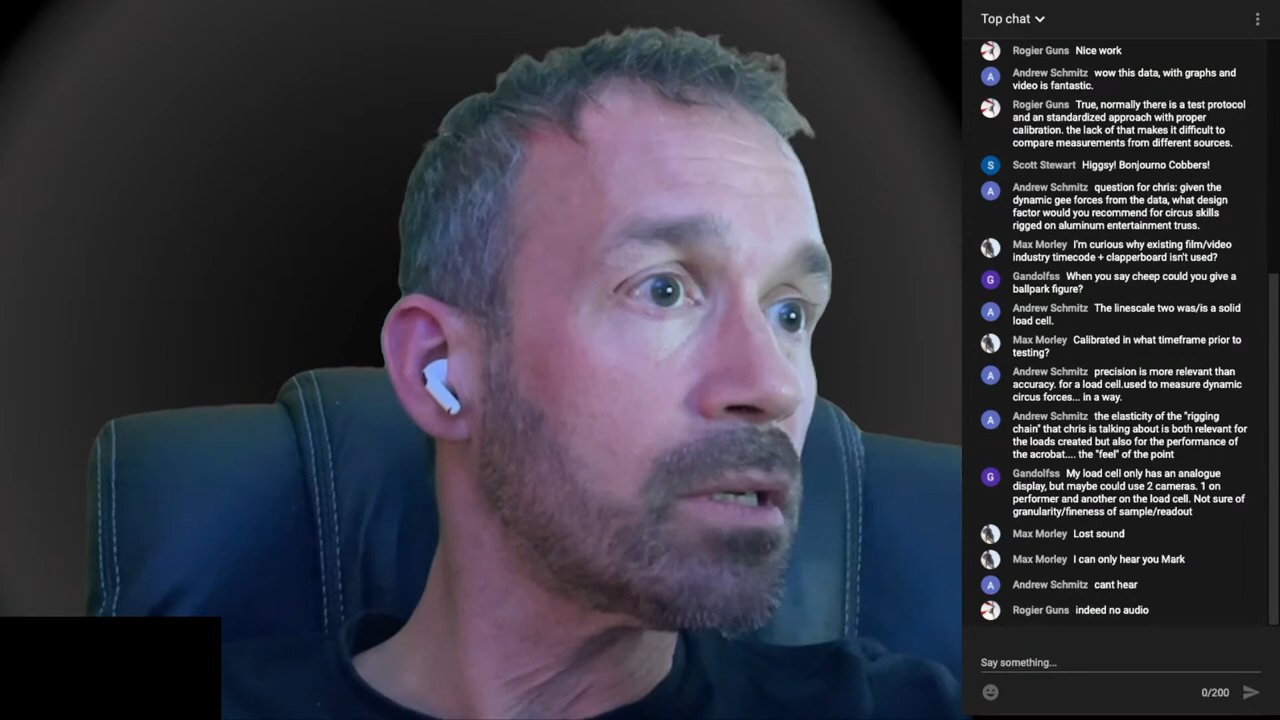 Top chat
Rogier Guns Nice work
A Andrew Schmitz wow this data, with graphs and
video is fantastic.
Rogier Guns True, normally there is a test protocol
and an standardized approach with proper
calibration. the lack of that makes it difficult to
compare measurements from different sources.
S Scott Stewart Higgsy! Bonjourno Cobbers!
A Andrew Schmitz question for chris: given the
dynamic gee forces from the data, what design
factor would you recommend for circus skills
rigged on aluminum entertainment truss.
Max Morley I'm curious why existing film/video
industry timecode + clapperboard isn't used?
G Gandolfss When you say cheep could you give a
ballpark figure?
A Andrew Schmitz The linescale two was/is a solid
load cell.
Max Morley Calibrated in what timeframe prior to
testing?
A Andrew Schmitz precision is more relevant than
accuracy. for a load cell.used to measure dynamic
circus forces... in a way.
A Andrew Schmitz the elasticity of the "rigging
chain" that chris is talking about is both relevant for
the loads created but also for the performance of
the acrobat.... the "feel" of the point
G Gandolfss My load cell only has an analogue
display, but maybe could use 2 cameras. 1 on
performer and another on the load cell. Not sure of
granularity/fineness of sample/readout
Max Morley Lost sound
Max Morley I can only hear you Mark
A Andrew Schmitz cant hear
Rogier Guns indeed no audio
Say something...
0/200